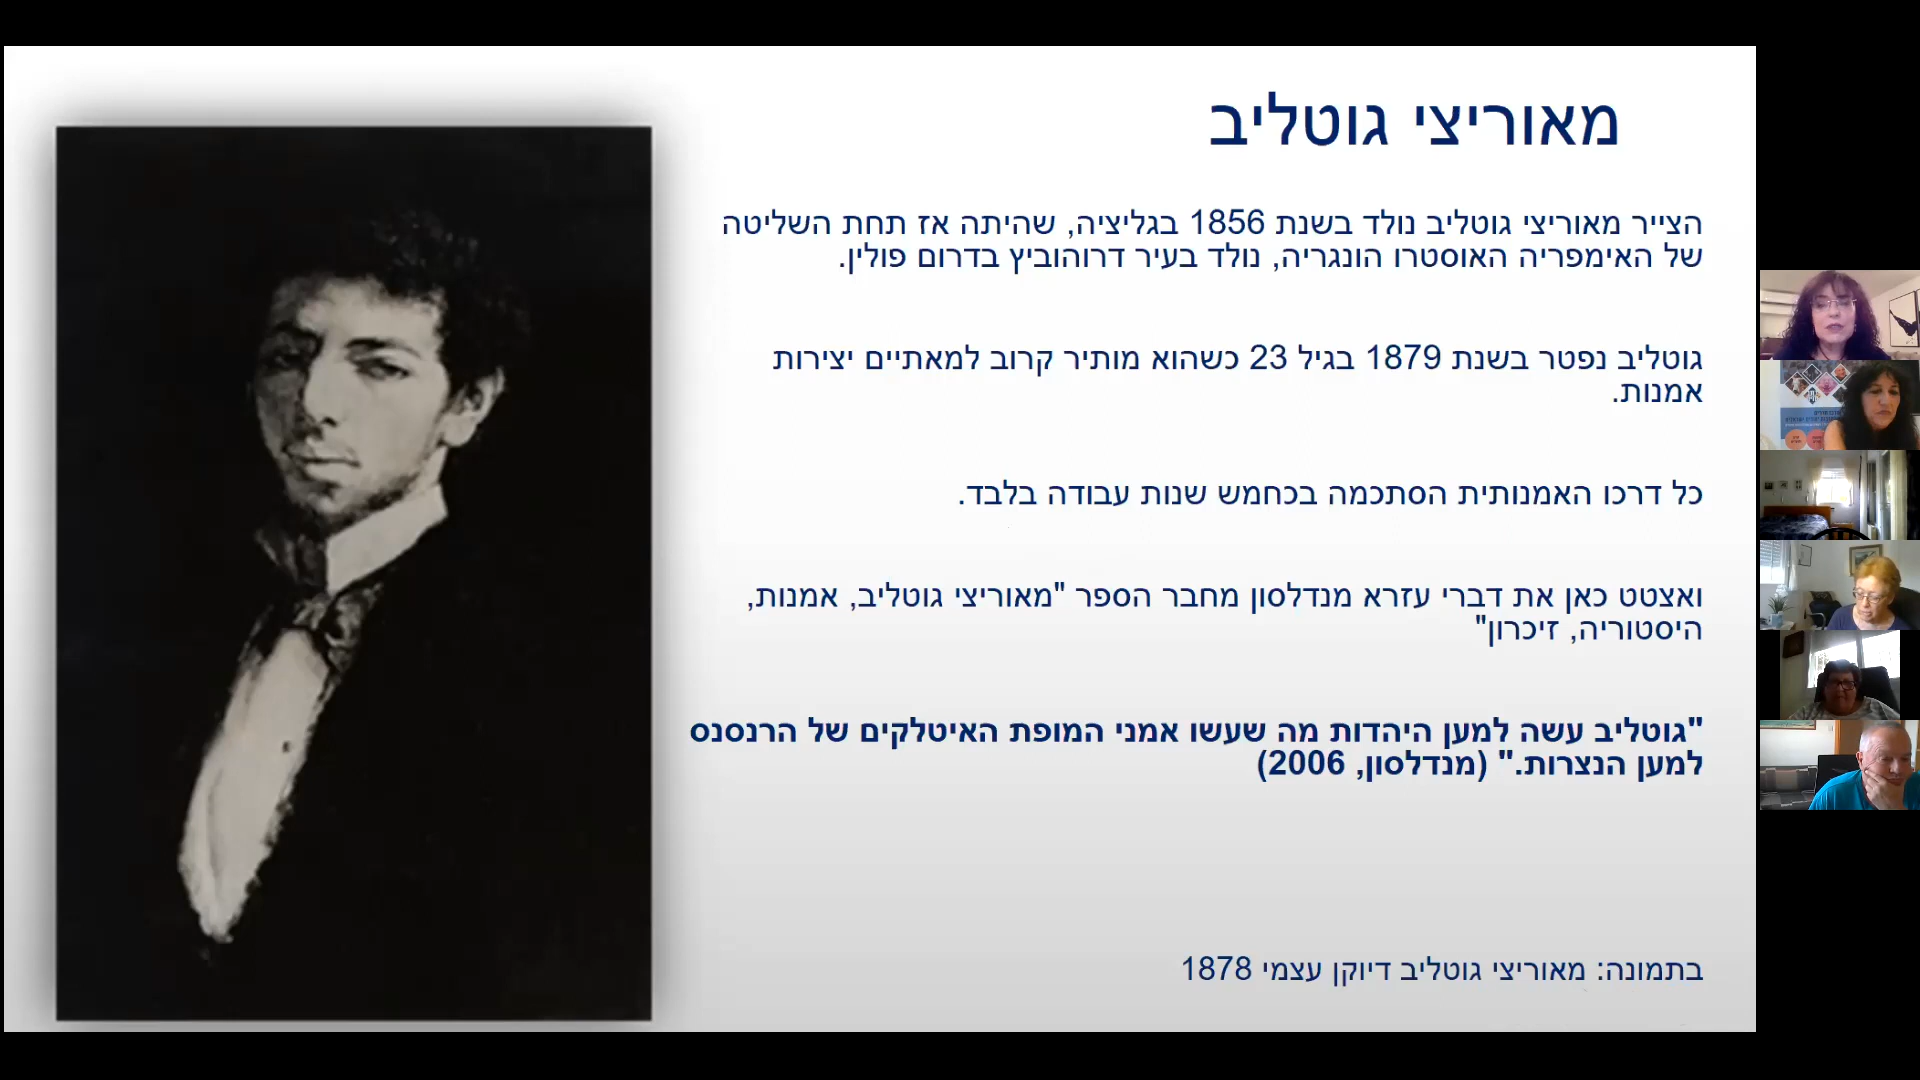 מאוריצי גוטליב
הצייר מאוריצי גוטליב נולד בשנת 1856 בגליציה, שהיתה אז תחת השליטה
של האימפריה האוסטרו הונגריה, נולד בעיר דרוהוביץ בדרום פולין.
גוטליב נפטר בשנת 1879 בגיל 23 כשהוא מותיר קרוב למאתיים יצירות
אמנות.
כל דרכו האמנותית הסתכמה בכחמש שנות עבודה בלבד.
ואצטט כאן את דברי עזרא מנדלסון מחבר הספר "מאוריצי גוטליב, אמנות,
היסטוריה, זיכרון"
"גוטליב עשה למען היהדות מה שעשו אמני המופת האיטלקים של הרנסנס
למען הנצרות." (מנדלסון, 2006)
בתמונה: מאוריצי גוטליב דיוקן עצמי 1878